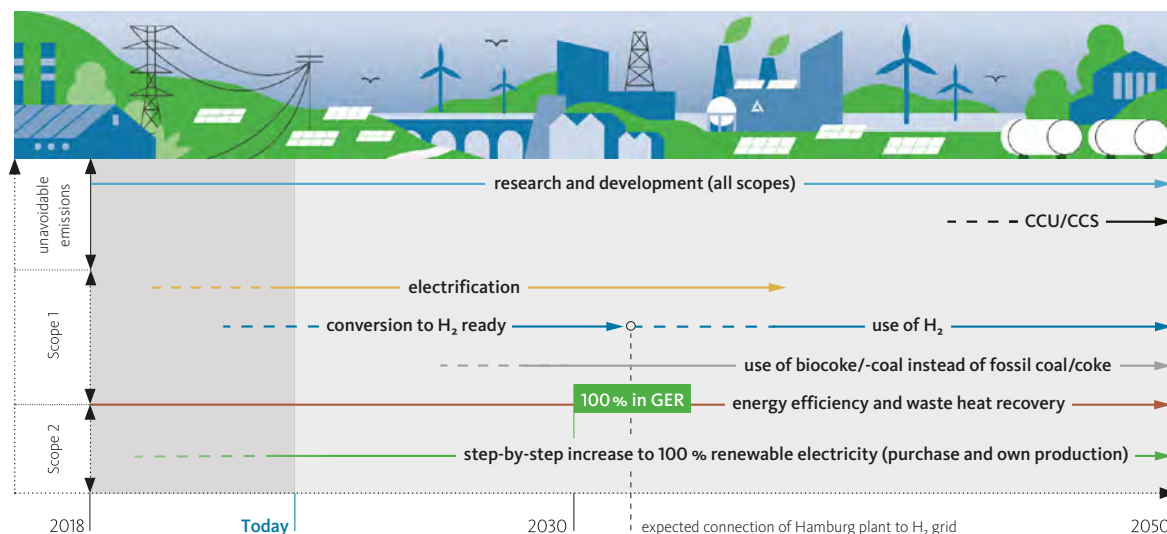 unavoidable
emissions
research and development (all scopes)
CCU/CCS
Scope 1
electrification
conversion to H₂ ready
use of H₂
use of biocoke/-coal instead of fossil coal/coke
100 % in GER
energy efficiency and waste heat recovery
Scope 2
step-by-step increase to 100 % renewable electricity (purchase and own production)
2018
Today
2030
expected connection of Hamburg plant to H₂ grid
2050